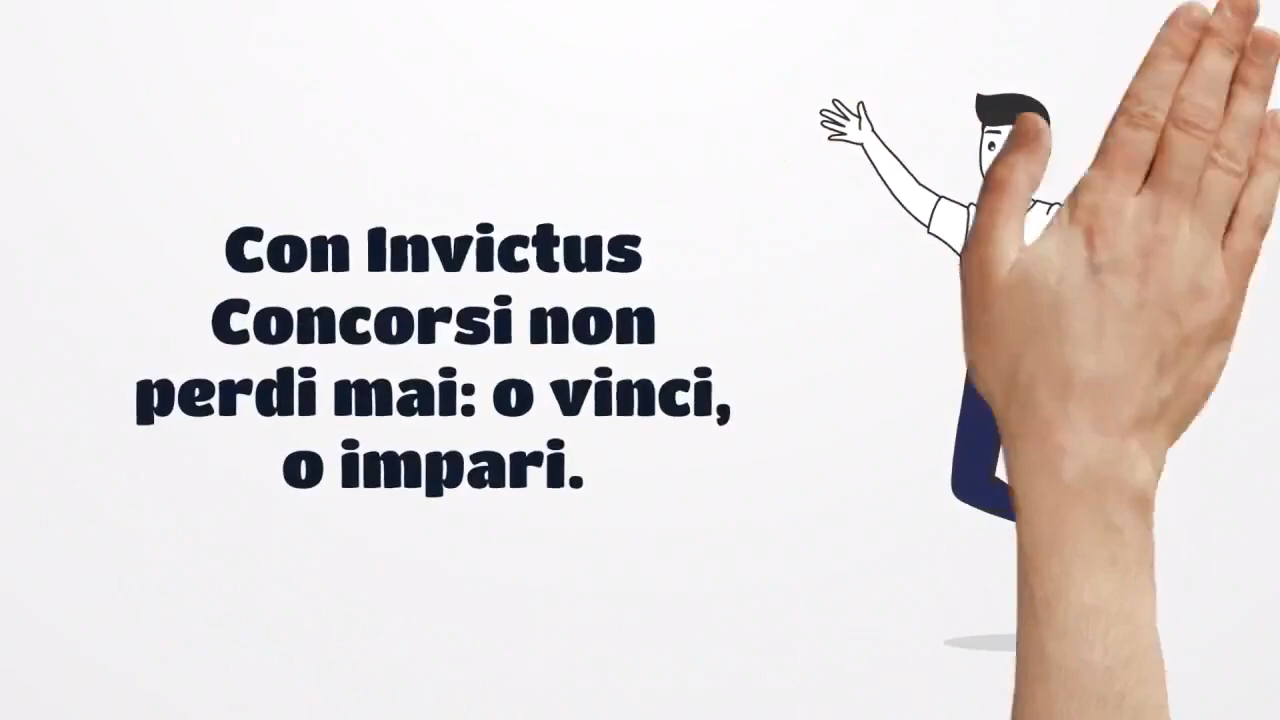 Con Invictus
Concorsi non
perdi mai: o vinci,
o impari.